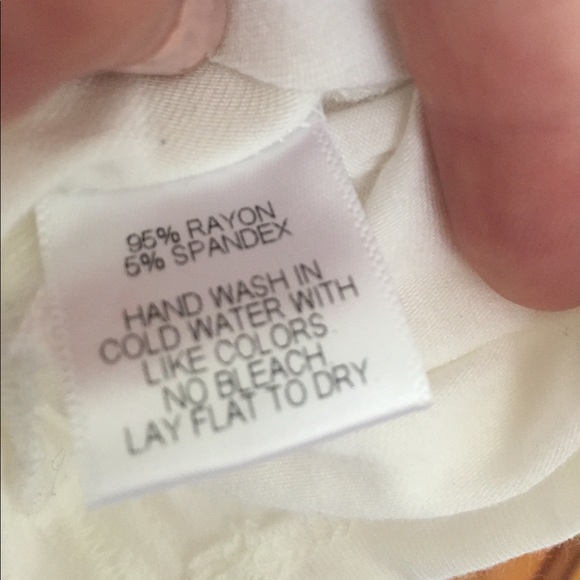 95% RAYON
5% SPANDEX
HAND WASH IN
COLD WATER WITH
LIKE COLORS
NO BLEACH
LAY FLAT TO DRY